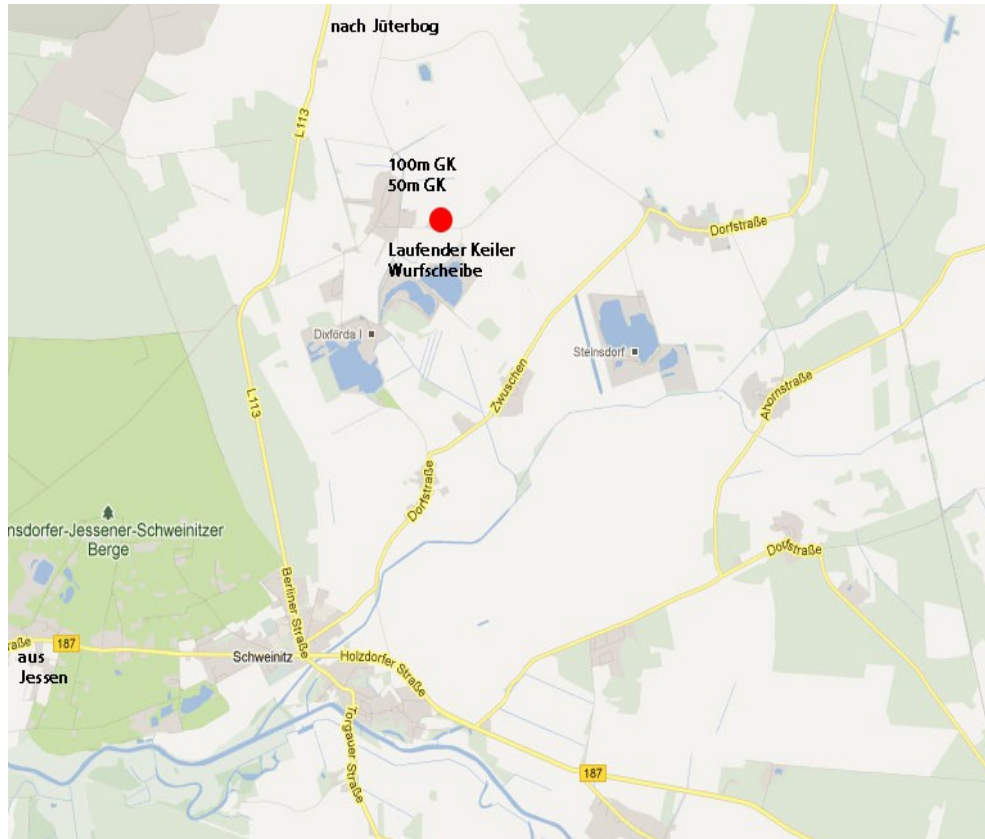 nach Jüterbog
L113
100m GK
50m GK
Dorfstraße
Laufender Keiler
Wurfscheibe
Dixförda I
Steinsdorf
Zwuschen
Ahornstraße
L113
Dorfstraße
nsdorfer-Jessener-Schweinitzer
Berge
Dorfstraße
Berliner Straße
raße
187
aus
Jessen
Schweinitz
Holzdorfer Straße
Torgauer Straße
187